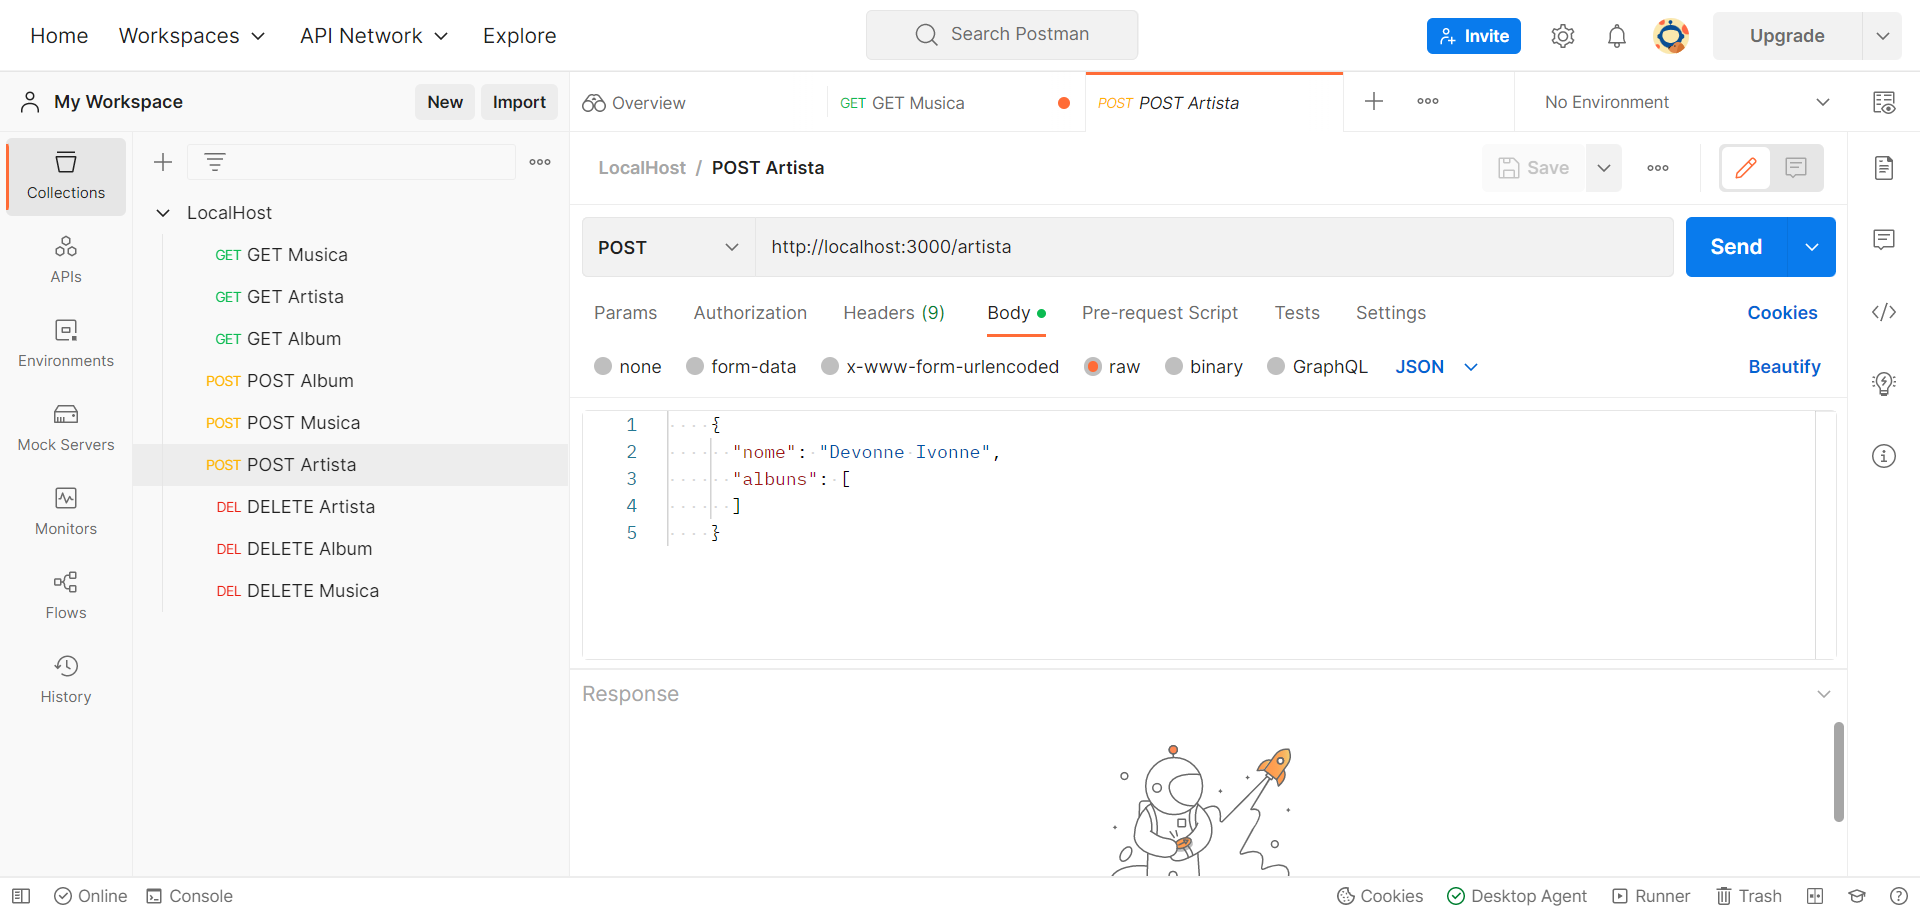 Home Workspaces API Network Explore Search Postman Invite Upgrade
My Workspace New Import
Overview GET GET Musica POST POST Artista No Environment
Collections
APIs
Environments
Mock Servers
Monitors
Flows
History
LocalHost
GET GET Musica
GET GET Artista
GET GET Album
POST POST Album
POST POST Musica
POST POST Artista
DEL DELETE Artista
DEL DELETE Album
DEL DELETE Musica
LocalHost / POST Artista Save
POST http://localhost:3000/artista Send
Params Authorization Headers (9) Body Pre-request Script Tests Settings Cookies
none form-data x-www-form-urlencoded raw binary GraphQL JSON Beautify
1 {
2 "nome": "Devonne Ivonne",
3 "albuns": [
4 ]
5 }
Response
Online Console Cookies Desktop Agent Runner Trash